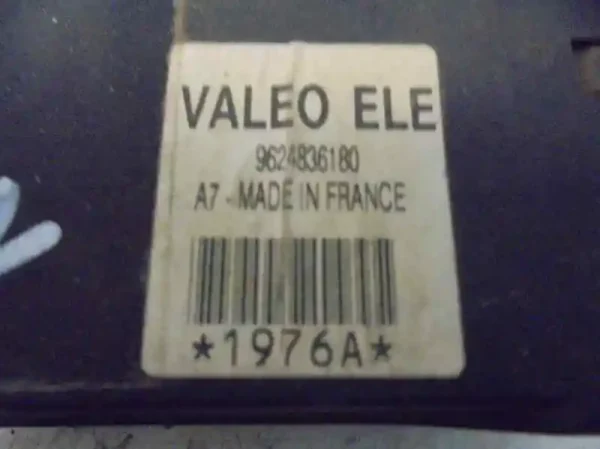 VALEO ELE
9624836180
A7 - MADE IN FRANCE
*1976A*